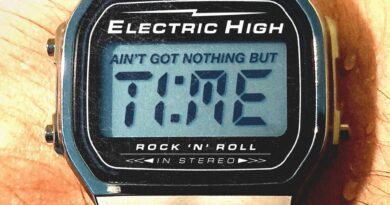 ELECTRIC HIGH
AIN'T GOT NOTHING BUT
TIME
ROCK 'N' ROLL
IN STEREO